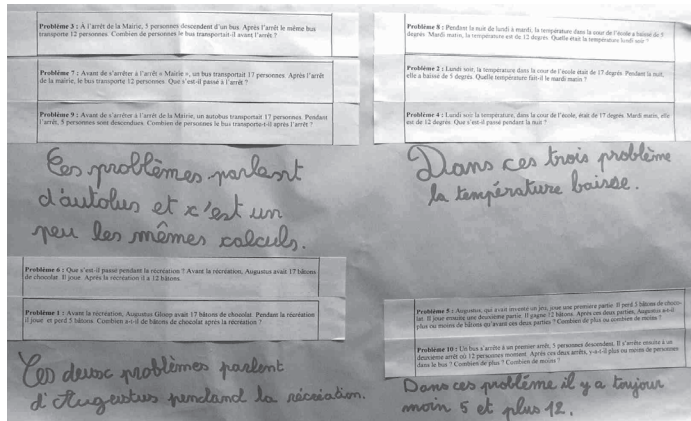 Problème 3 : A l'arrêt de la Mairie, 5 personnes descendent d'un bus. Après l'arrêt le même bus
transporte 12 personnes. Combien de personnes le bus transportait-il avant l'arrêt ?
Problème 7 : Avant de s'arrêter à l'arrêt « Mairie », un bus transportait 17 personnes. Après l'arrêt
de la mairie, le bus transporte 12 personnes. Que s'est-il passé à l'arrêt ?
Problème 9 : Avant de s'arrêter à l'arrêt de la Mairie, un autobus transportait 17 personnes. Pendant
l'arrêt, 5 personnes sont descendues. Combien de personnes le bus transporte-t-il après l'arrêt ?
Ces problèmes parlent
d'autobus et c'est un
peu les mêmes calculs.
Problème 6 : Que s'est-il passé pendant la récréation ? Avant la récréation, Augustus avait 17 bâtons
de chocolat. Il joue. Après la récréation il a 12 bâtons.
Problème 1 : Avant la récréation, Augustus Gloop avait 17 bâtons de chocolat. Pendant la récréation
il joue et perd 5 bâtons. Combien a-t-il de bâtons de chocolat après la récréation ?
Ces deux problèmes parlent
d'Augustus pendand la récréation.
Problème 8 : Pendant la nuit de lundi à mardi, la température dans la cour de l'école a baissé de 5
degrés. Mardi matin, la température est de 12 degrés. Quelle était la température lundi soir ?
Problème 2 : Lundi soir, la température dans la cour de l'école était de 17 degrés. Pendant la nuit,
elle a baissé de 5 degrés. Quelle température fait-il le mardi matin ?
Problème 4 : Lundi soir la température, dans la cour de l'école, était de 17 degrés. Mardi matin, elle
est de 12 degrés. Que s'est-il passé pendant la nuit ?
Dans ces trois problème
la température baisse.
Problème 5 : Augustus, qui avait inventé un jeu, joue une première partie. Il perd 5 bâtons de choco-
lat. Il joue ensuite une deuxième partie. Il gagne 12 bâtons. Après ces deux parties, Augustus a-t-il
plus ou moins de bâtons qu'avant ces deux parties ? Combien de plus ou combien de moins ?
Problème 10 : Un bus s'arrête à un premier arrêt, 5 personnes descendent. Il s'arrête ensuite à un
deuxième arrêt où 12 personnes montent. Après ces deux arrêts, y-a-t-il plus ou moins de personnes
dans le bus ? Combien de plus ? Combien de moins ?
Dans ces problème il y a toujour
moin 5 et plus 12.